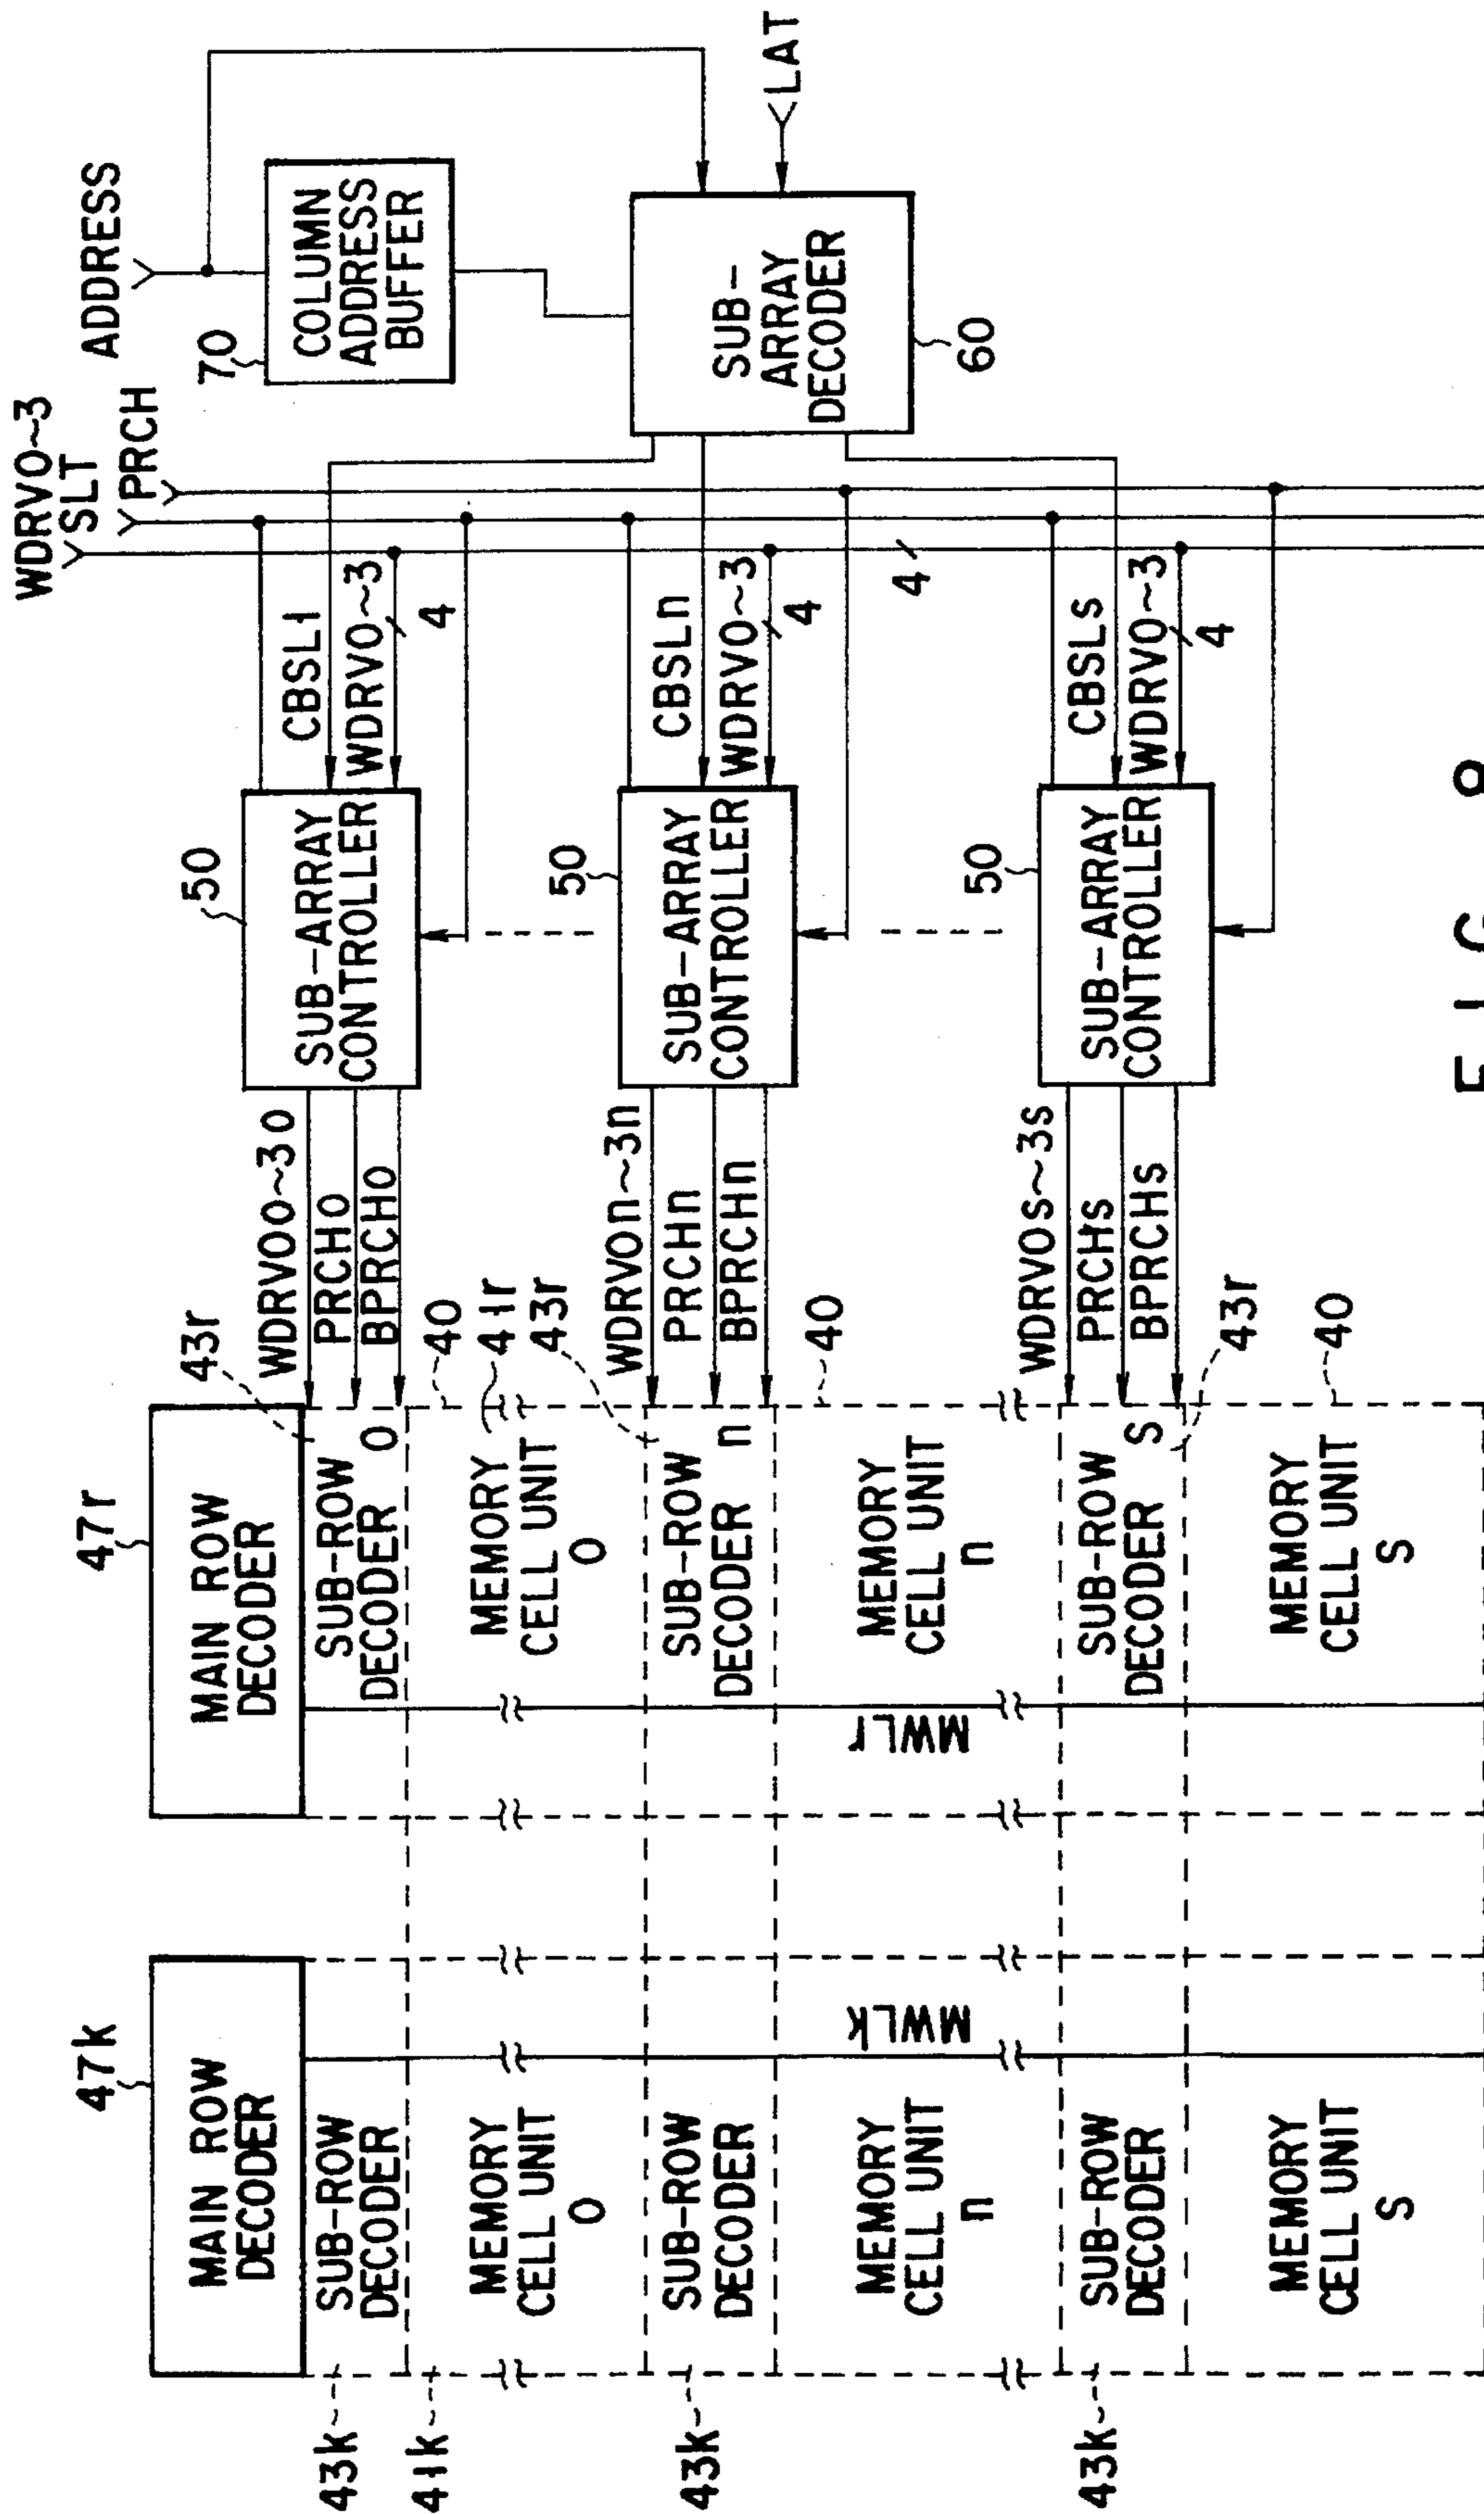 WDRV0~3
SLT
PRCH
ADDRESS
70
COLUMN
ADDRESS
BUFFER
LAT
SUB-
ARRAY
DECODER
60
CBSL1
WDRV0~3
4
50
SUB-ARRAY
CONTROLLER
WDRV0o~3o
PRCHo
BPRCHo
CBSLn
WDRV0~3
4
4
50
SUB-ARRAY
CONTROLLER
WDRV0n~3n
PRCHn
BPRCHn
CBSLs
WDRV0~3
4
50
SUB-ARRAY
CONTROLLER
WDRV0s~3s
PRCHs
BPRCHs
47r
MAIN ROW
DECODER
43r
SUB-ROW
DECODER 0
40
41r
MEMORY
CELL UNIT
0
43r
SUB-ROW
DECODER n
40
MEMORY
CELL UNIT
n
SUB-ROW
DECODER S
43r
40
MEMORY
CELL UNIT
S
MWLr
47k
MAIN ROW
DECODER
43k
SUB-ROW
DECODER
41k
MEMORY
CELL UNIT
0
43k
SUB-ROW
DECODER
MEMORY
CELL UNIT
n
MWLk
43k
SUB-ROW
DECODER
MEMORY
CELL UNIT
S